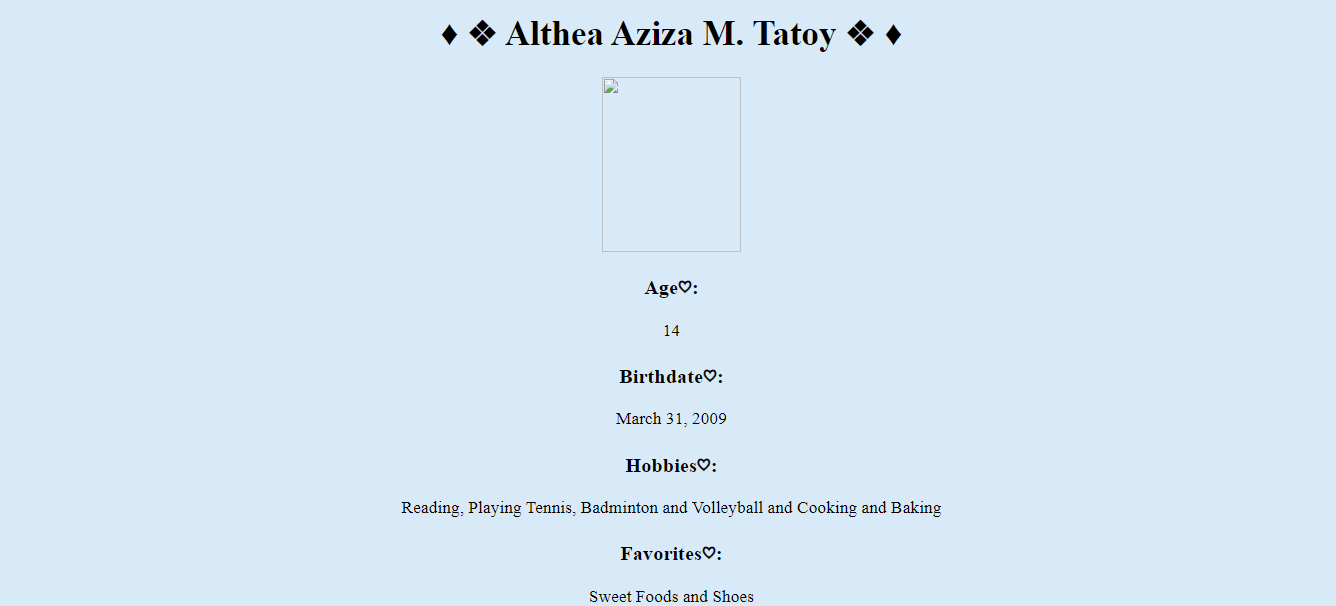 ♦ ❖ Althea Aziza M. Tatoy ❖ ♦
Age♡:
14
Birthdate♡:
March 31, 2009
Hobbies♡:
Reading, Playing Tennis, Badminton and Volleyball and Cooking and Baking
Favorites♡:
Sweet Foods and Shoes